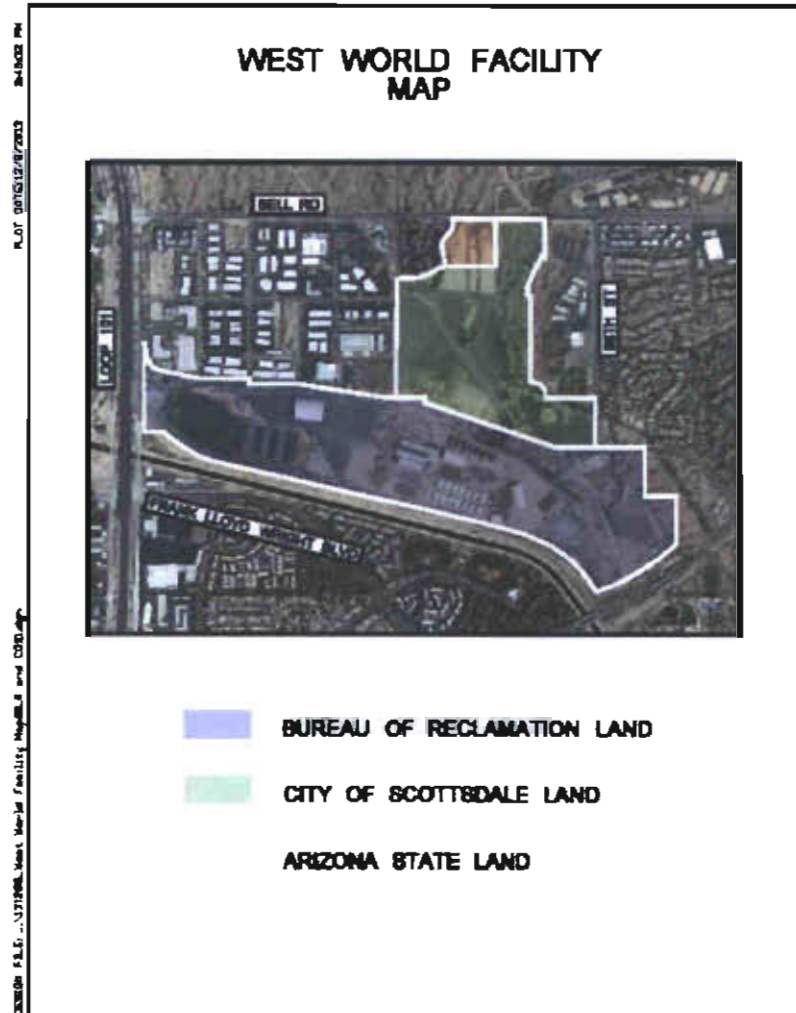 WEST WORLD FACILITY
MAP
BELL RD
LOOP 101
FRANK LLOYD WRIGHT BLVD
BUREAU OF RECLAMATION LAND
CITY OF SCOTTSDALE LAND
ARIZONA STATE LAND